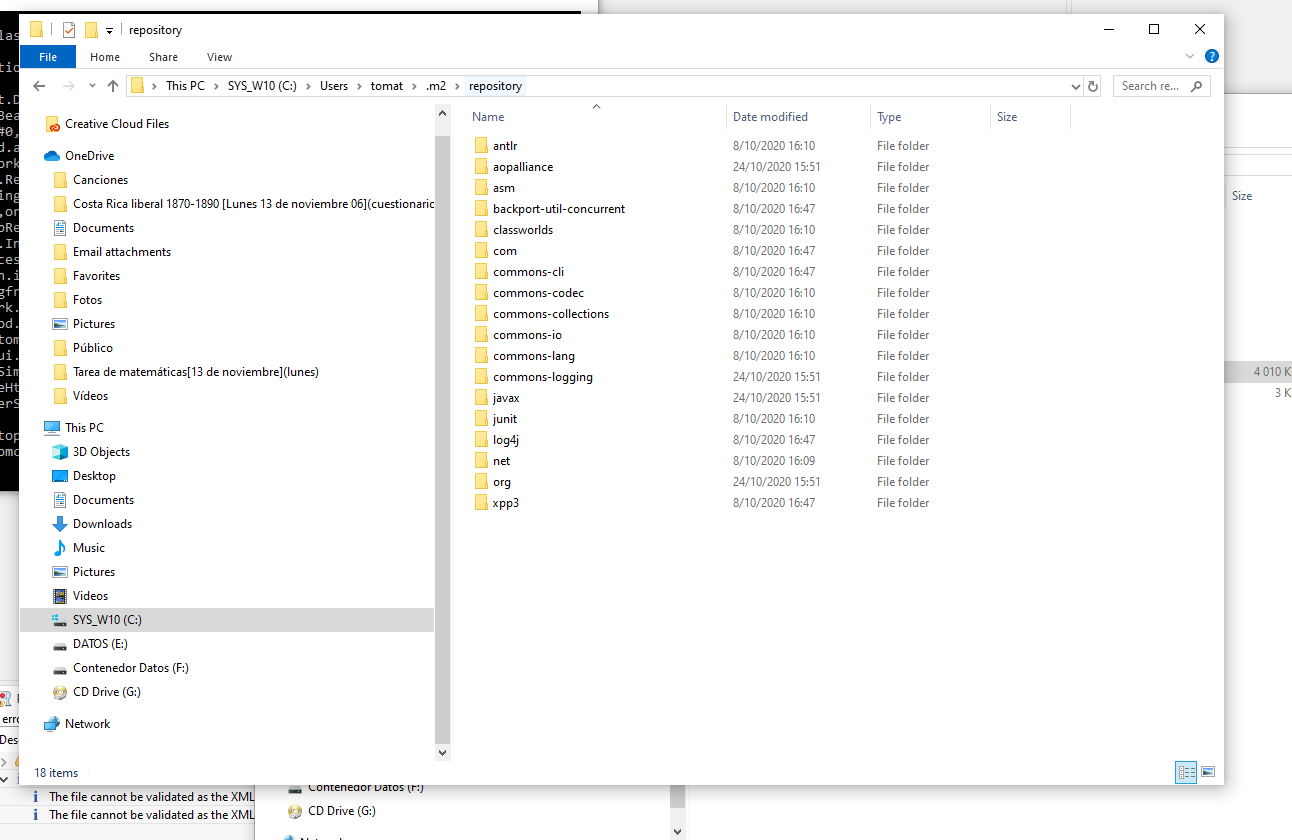 repository
File Home Share View
This PC SYS_W10 (C:) Users tomat .m2 repository
Search re...
Creative Cloud Files
OneDrive
Canciones
Costa Rica liberal 1870-1890 [Lunes 13 de noviembre 06](cuestionaric
Documents
Email attachments
Favorites
Fotos
Pictures
Público
Tarea de matemáticas[13 de noviembre](lunes)
Vídeos
This PC
3D Objects
Desktop
Documents
Downloads
Music
Pictures
Videos
SYS_W10 (C:)
DATOS (E:)
Contenedor Datos (F:)
CD Drive (G:)
Network
Name Date modified Type Size
antlr 8/10/2020 16:10 File folder
aopalliance 24/10/2020 15:51 File folder
asm 8/10/2020 16:10 File folder
backport-util-concurrent 8/10/2020 16:47 File folder
classworlds 8/10/2020 16:10 File folder
com 8/10/2020 16:47 File folder
commons-cli 8/10/2020 16:47 File folder
commons-codec 8/10/2020 16:10 File folder
commons-collections 8/10/2020 16:10 File folder
commons-io 8/10/2020 16:10 File folder
commons-lang 8/10/2020 16:10 File folder
commons-logging 24/10/2020 15:51 File folder
javax 24/10/2020 15:51 File folder
junit 8/10/2020 16:10 File folder
log4j 8/10/2020 16:47 File folder
net 8/10/2020 16:09 File folder
org 24/10/2020 15:51 File folder
xpp3 8/10/2020 16:47 File folder
18 items
Size
4 010 K
3 K
The file cannot be validated as the XML
The file cannot be validated as the XML
Contenedor Datos (F:)
CD Drive (G:)